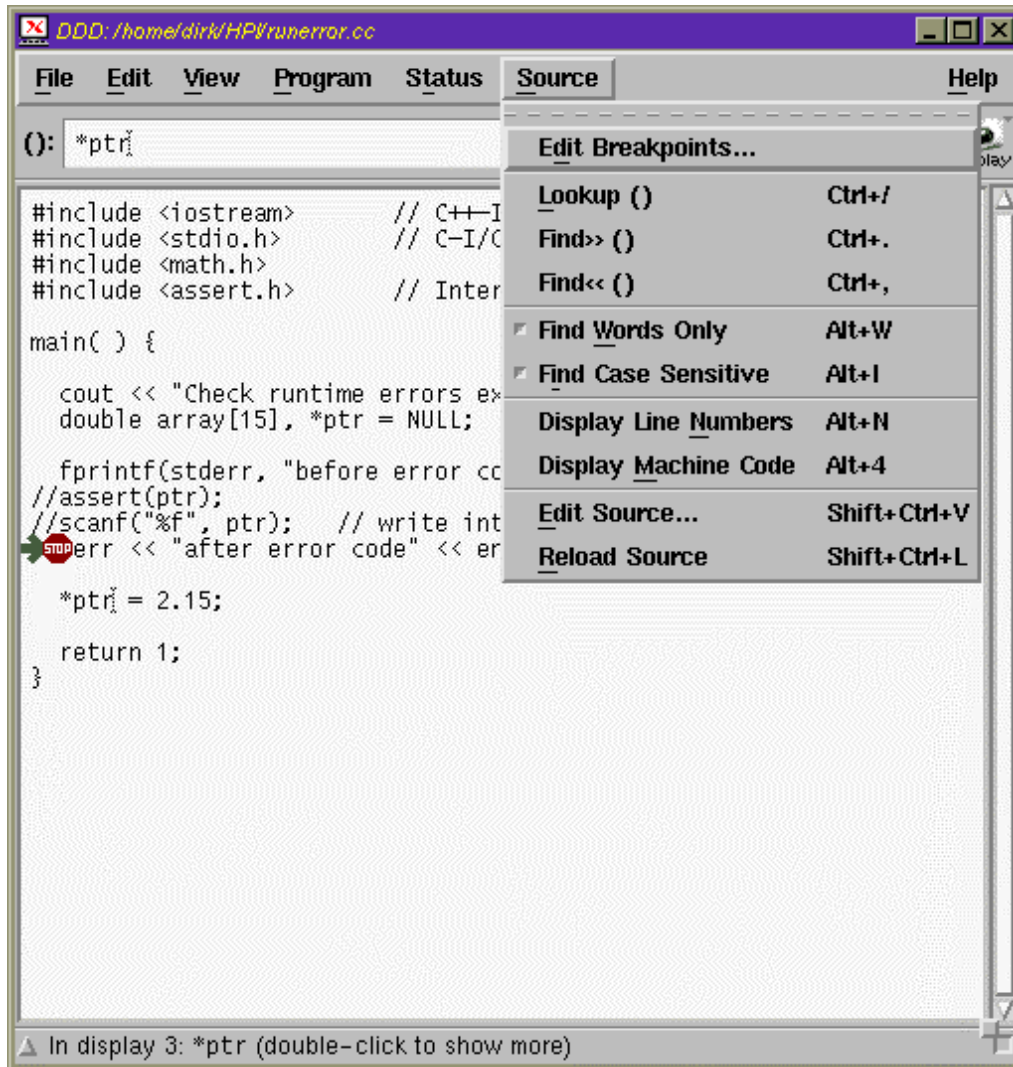 DDD: /home/dirk/HPI/runerror.cc
File Edit View Program Status Source Help
(): *ptr
Edit Breakpoints...
Lookup () Ctrl+/
Find>> () Ctrl+.
Find<< () Ctrl+,
Find Words Only Alt+W
Find Case Sensitive Alt+I
Display Line Numbers Alt+N
Display Machine Code Alt+4
Edit Source... Shift+Ctrl+V
Reload Source Shift+Ctrl+L
#include <iostream> // C++-I
#include <stdio.h> // C-I/
#include <math.h>
#include <assert.h> // Inter
main( ) {
cout << "Check runtime errors ex
double array[15], *ptr = NULL;
fprintf(stderr, "before error co
//assert(ptr);
//scanf("%f", ptr); // write int
STOP err << "after error code" << er
*ptr = 2.15;
return 1;
}
In display 3: *ptr (double-click to show more)